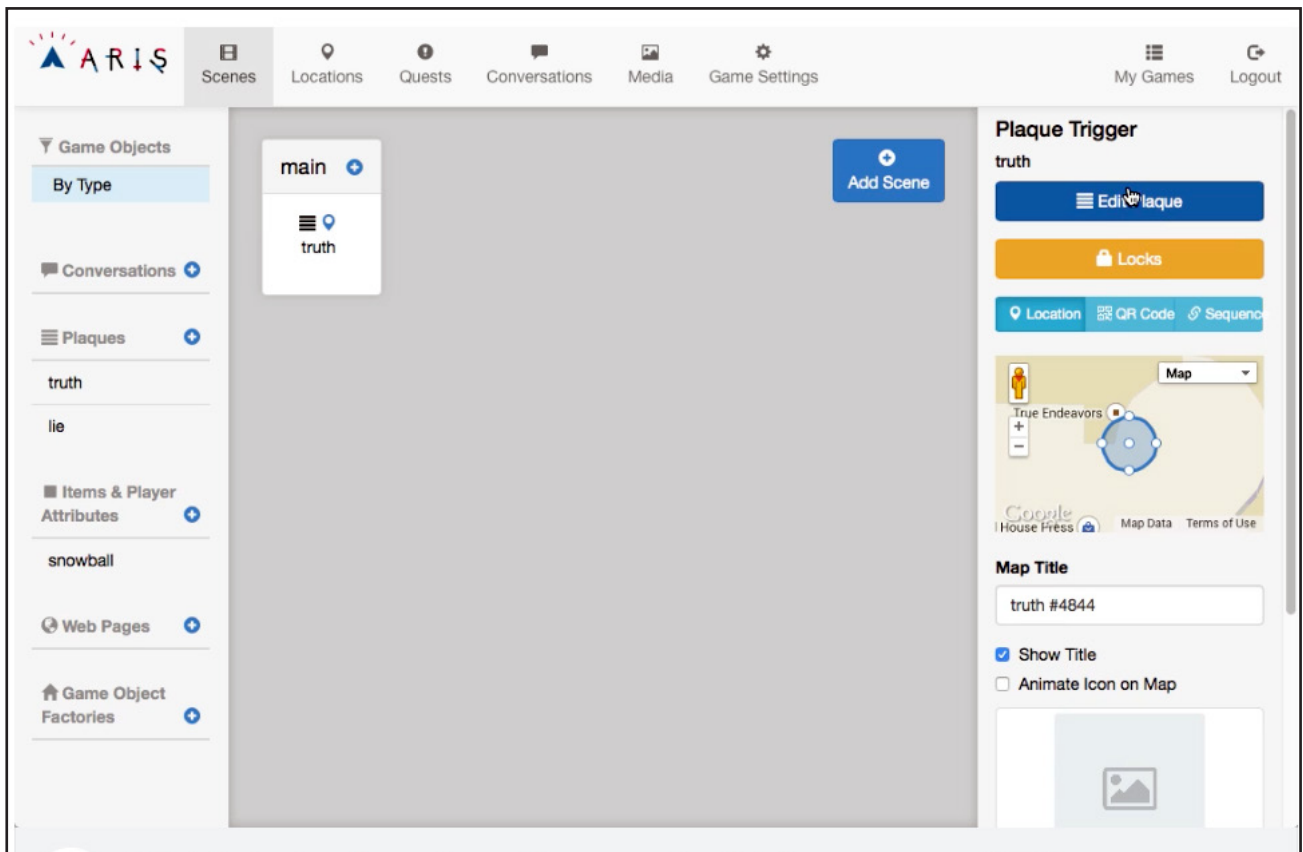 ARIS
Scenes
Locations
Quests
Conversations
Media
Game Settings
My Games
Logout
Game Objects
By Type
Conversations
Plaques
truth
lie
Items & Player
Attributes
snowball
Web Pages
Game Object
Factories
main
truth
Add Scene
Plaque Trigger
truth
Edit laque
Locks
Location
QR Code
Sequenc
Map
True Endeavors
Google
House Press
Map Data
Terms of Use
Map Title
truth #4844
Show Title
Animate Icon on Map